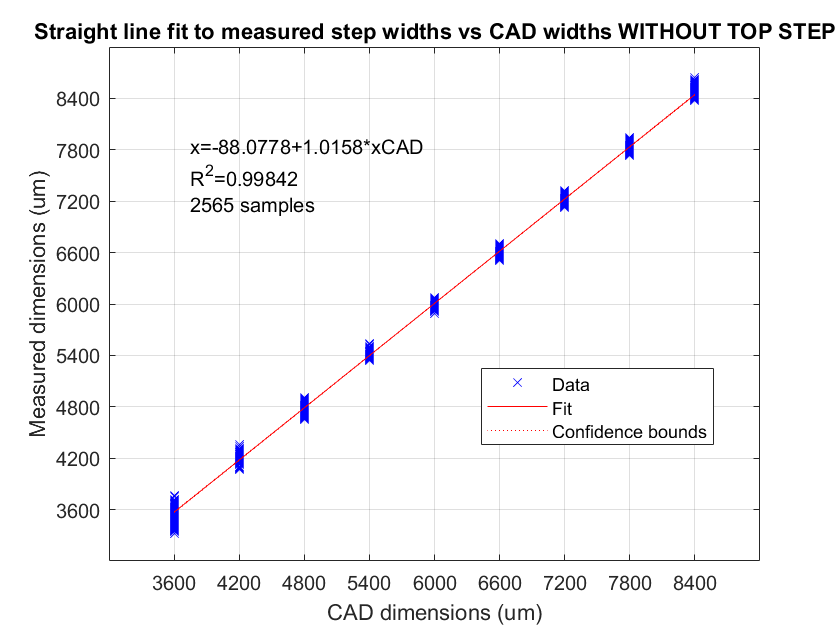 Straight line fit to measured step widths vs CAD widths WITHOUT TOP STEP
8400
7800
7200
6600
6000
5400
4800
4200
3600
Measured dimensions (um)
x=-88.0778+1.0158*xCAD
R²=0.99842
2565 samples
Data
Fit
Confidence bounds
3600 4200 4800 5400 6000 6600 7200 7800 8400
CAD dimensions (um)